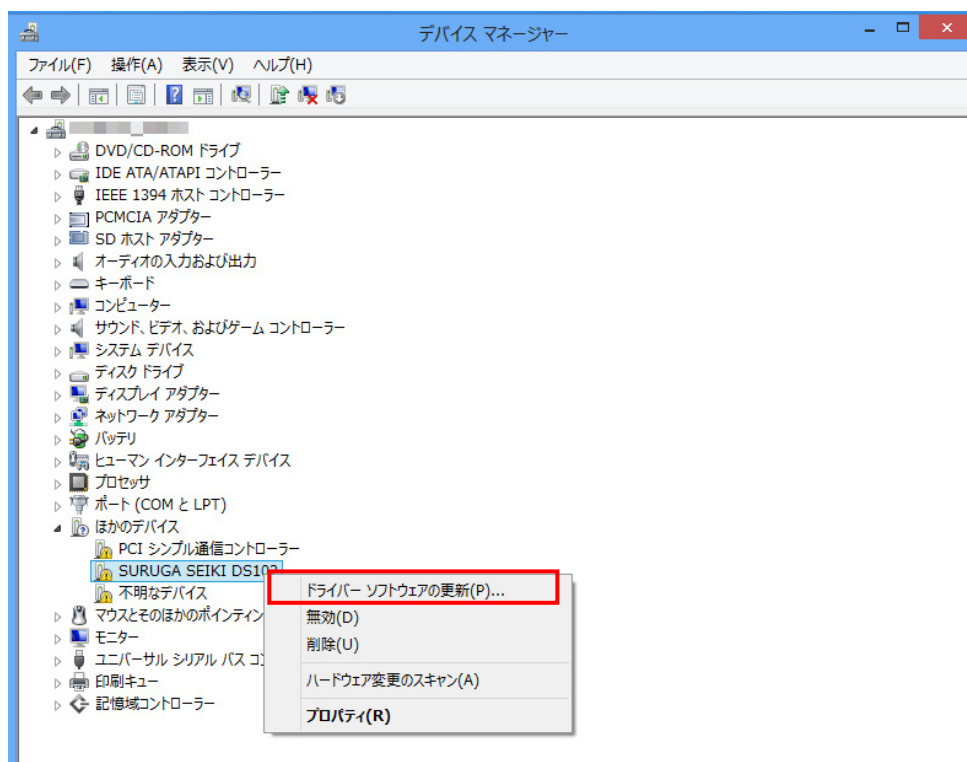 デバイス マネージャー
ファイル(F) 操作(A) 表示(V) ヘルプ(H)
DVD/CD-ROM ドライブ
IDE ATA/ATAPI コントローラー
IEEE 1394 ホスト コントローラー
PCMCIA アダプター
SD ホスト アダプター
オーディオの入力および出力
キーボード
コンピューター
サウンド、ビデオ、およびゲーム コントローラー
システム デバイス
ディスク ドライブ
ディスプレイ アダプター
ネットワーク アダプター
バッテリ
ヒューマン インターフェイス デバイス
プロセッサ
ポート (COM と LPT)
ほかのデバイス
PCI シンプル通信コントローラー
SURUGA SEIKI DS102
不明なデバイス
マウスとそのほかのポインティン
モニター
ユニバーサル シリアル バス コン
印刷キュー
記憶域コントローラー
ドライバー ソフトウェアの更新(P)...
無効(D)
削除(U)
ハードウェア変更のスキャン(A)
プロパティ(R)